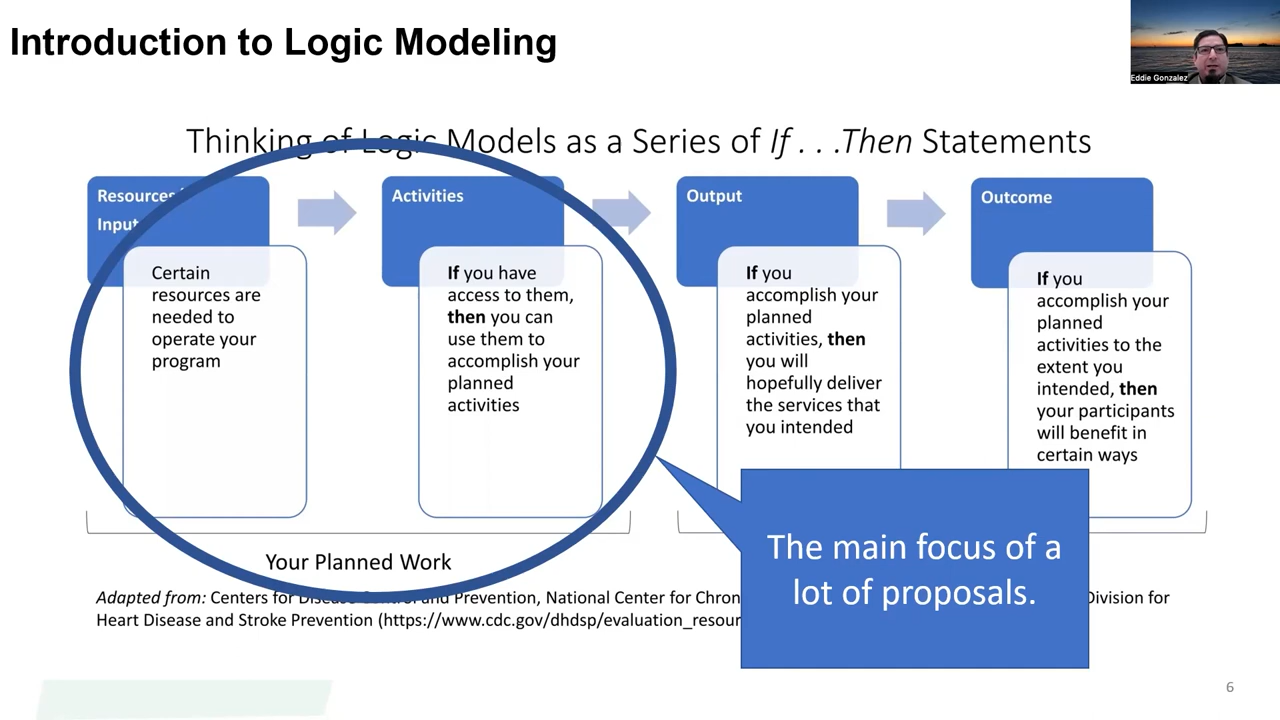 Introduction to Logic Modeling
Eddie Gonzalez
Thinking of Logic Models as a Series of If . . .Then Statements
Resources
Input
Certain
resources are
needed to
operate your
program
Activities
If you have
access to them,
then you can
use them to
accomplish your
planned
activities
Output
If you
accomplish your
planned
activities, then
you will
hopefully deliver
the services that
you intended
Outcome
If you
accomplish your
planned
activities to the
extent you
intended, then
your participants
will benefit in
certain ways
Your Planned Work
The main focus of a
lot of proposals.
Adapted from: Centers for Disease Control and Prevention, National Center for Chron Division for
Heart Disease and Stroke Prevention (https://www.cdc.gov/dhdsp/evaluation_resour
6